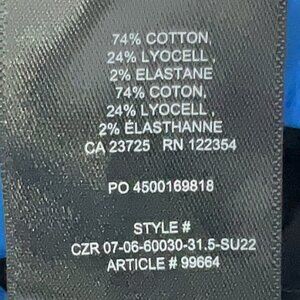 74% COTTON,
24% LYOCELL,
2% ELASTANE
74% COTON,
24% LYOCELL,
2% ÉLASTHANNE
CA 23725 RN 122354
PO 4500169818
STYLE #
CZR 07-06-60030-31.5-SU22
ARTICLE # 99664